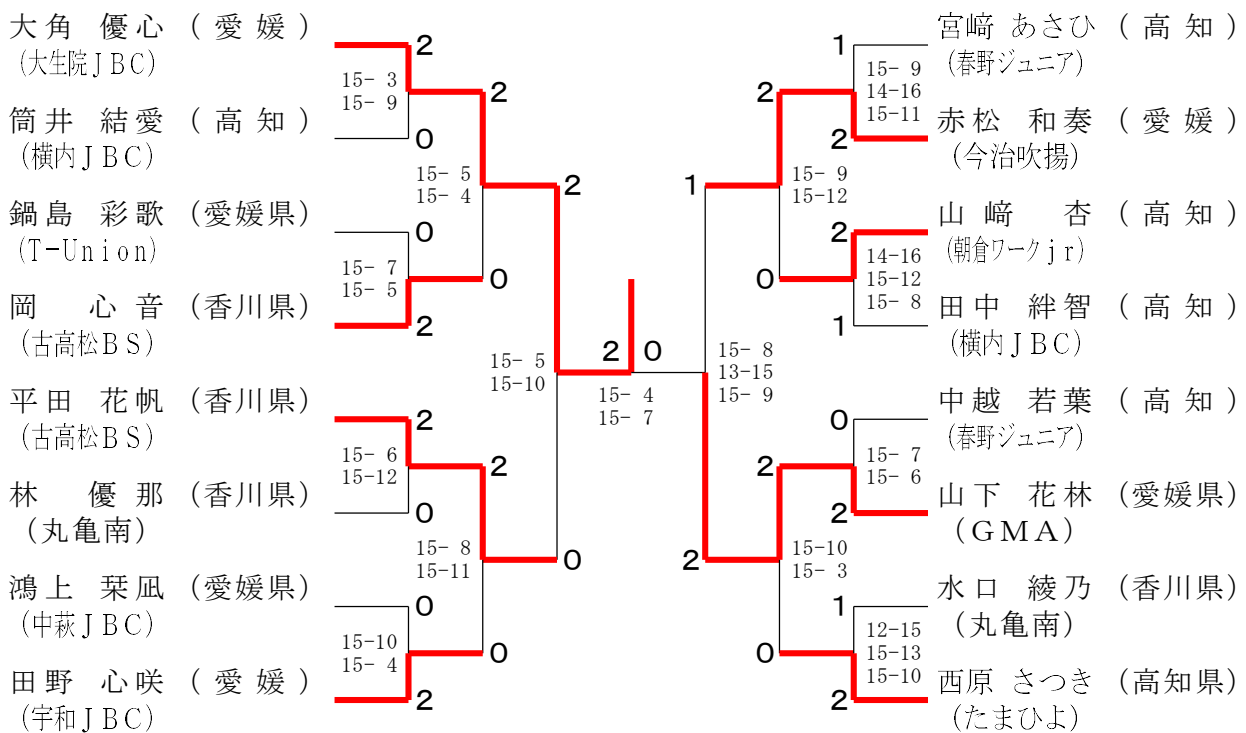 大角 優心 （愛媛）
(大生院ＪＢＣ)
2
15- 3
15- 9
2
筒井 結愛 （高知）
(横内ＪＢＣ)
0
15- 5
15- 4
2
鍋島 彩歌 （愛媛県）
(T-Union)
0
15- 7
15- 5
0
岡 心音 （香川県）
(古高松ＢＳ)
2
15- 5
15-10
平田 花帆 （香川県）
(古高松ＢＳ)
2
15- 6
15-12
2
林 優那 （香川県）
（丸亀南）
0
15- 8
15-11
0
鴻上 栞凪 （愛媛県）
(中萩ＪＢＣ)
0
15-10
15- 4
0
田野 心咲 （愛媛）
(宇和ＪＢＣ)
2
2 0
15- 4
15- 7
宮﨑 あさひ （高知）
(春野ジュニア)
1
15- 9
14-16
15-11
2
赤松 和奏 （愛媛）
(今治吹揚)
2
15- 9
15-12
1
山﨑 杏 （高知）
(朝倉ワークｊｒ)
2
14-16
15-12
15- 8
0
田中 絆智 （高知）
(横内ＪＢＣ)
1
15- 8
13-15
15- 9
中越 若葉 （高知）
(春野ジュニア)
0
15- 7
15- 6
2
山下 花林 （愛媛県）
（ＧＭＡ）
2
15-10
15- 3
2
水口 綾乃 （香川県）
（丸亀南）
1
12-15
15-13
15-10
0
西原 さつき （高知県）
(たまひよ)
2